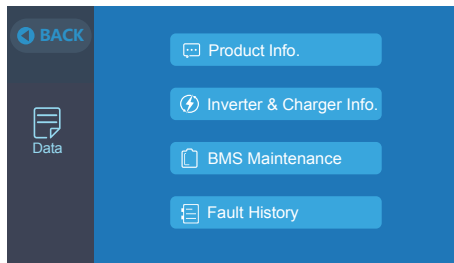 BACK
Data
Product Info.
Inverter & Charger Info.
BMS Maintenance
Fault History